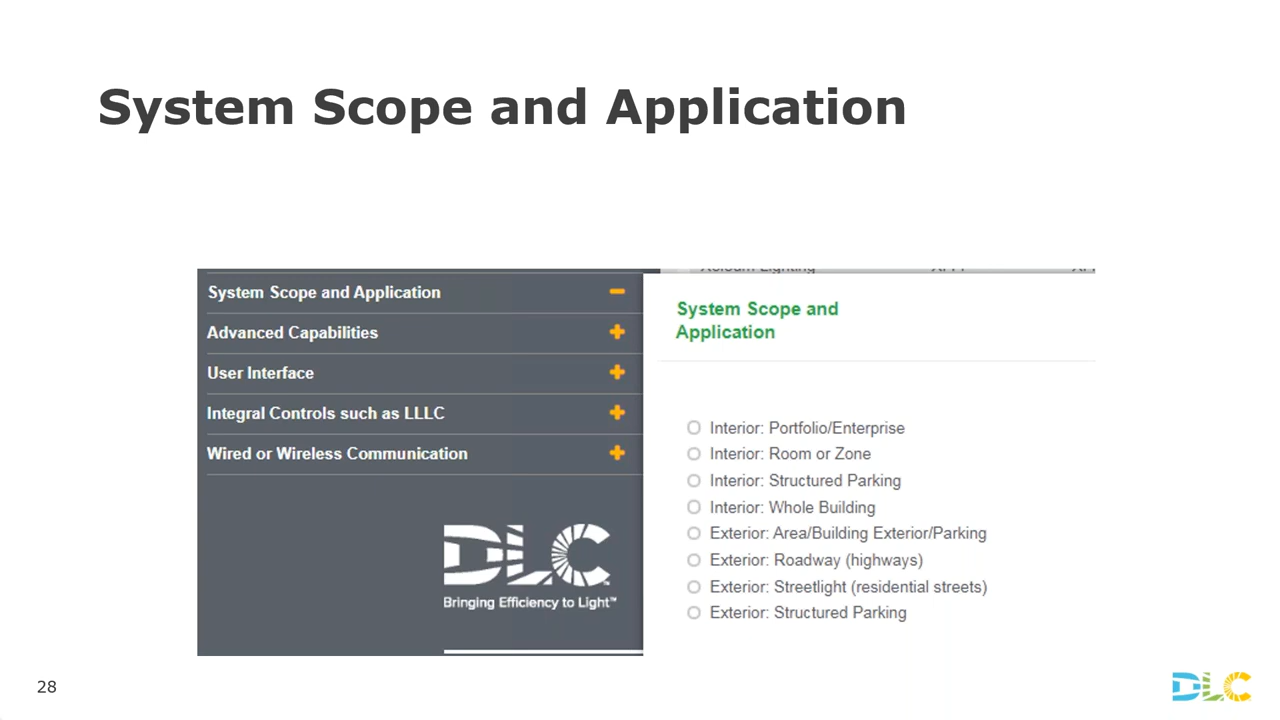 System Scope and Application
System Scope and Application
Advanced Capabilities
User Interface
Integral Controls such as LLLC
Wired or Wireless Communication
DLC
Bringing Efficiency to Light™
System Scope and
Application
Interior: Portfolio/Enterprise
Interior: Room or Zone
Interior: Structured Parking
Interior: Whole Building
Exterior: Area/Building Exterior/Parking
Exterior: Roadway (highways)
Exterior: Streetlight (residential streets)
Exterior: Structured Parking
28
DLC